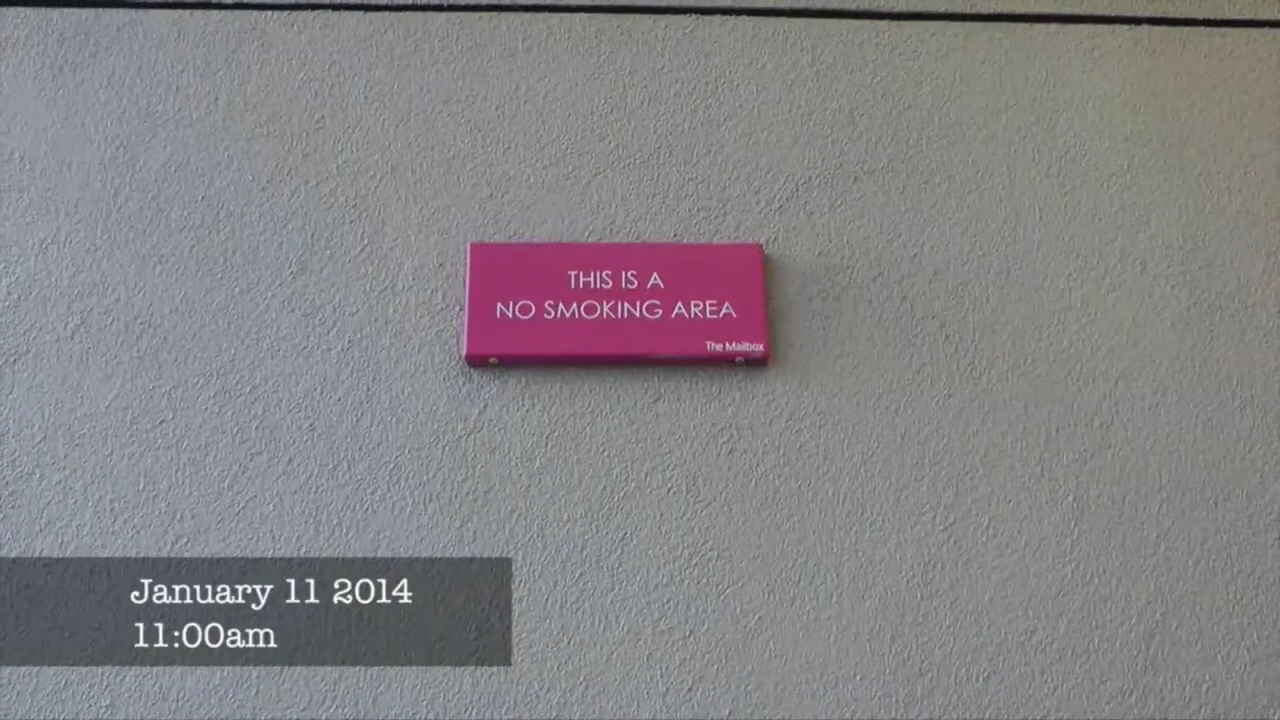 THIS IS A
NO SMOKING AREA
The Mailbox
January 11 2014
11:00am